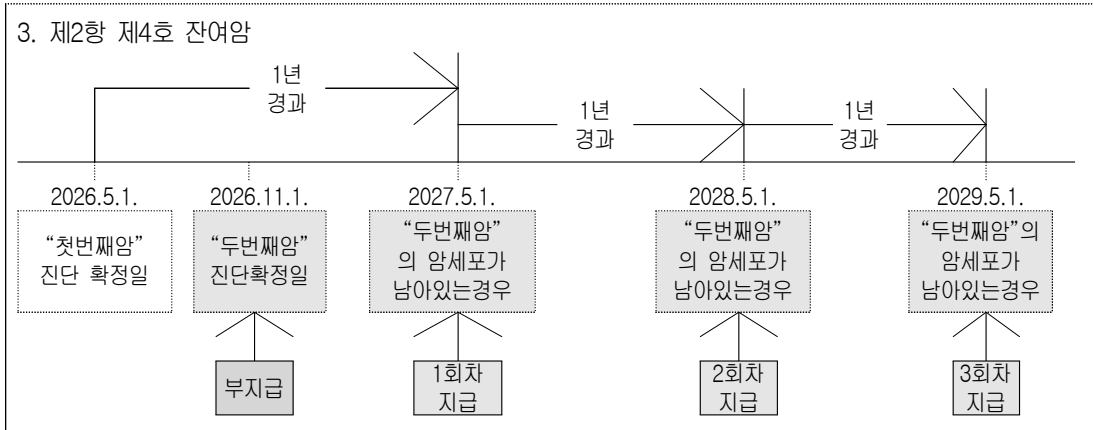 3. 제2항 제4호 잔여암
1년
경과
1년
경과
1년
경과
2026.5.1.
2026.11.1.
2027.5.1.
2028.5.1.
2029.5.1.
“첫번째암”
진단 확정일
“두번째암”
진단확정일
“두번째암”
의 암세포가
남아있는경우
“두번째암”
의 암세포가
남아있는경우
“두번째암”의
암세포가
남아있는경우
부지급
1회차
지급
2회차
지급
3회차
지급